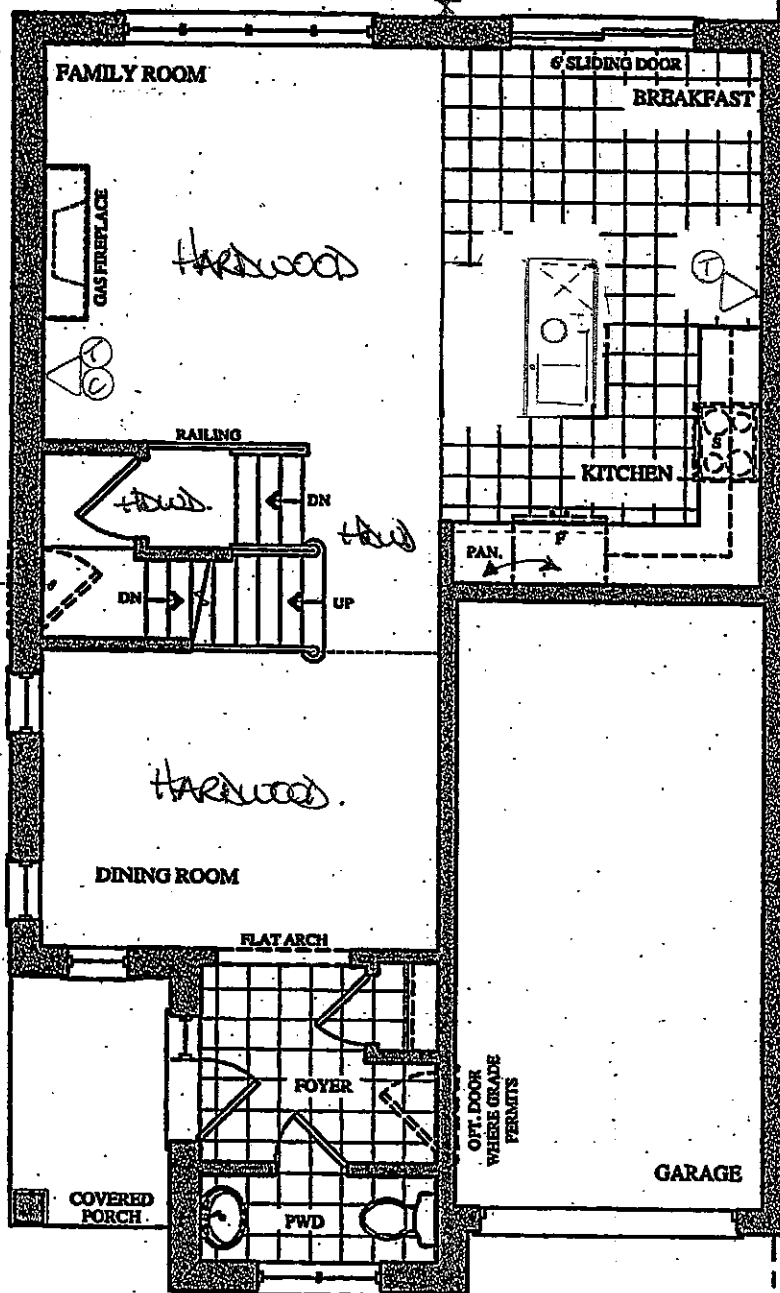 FAMILY ROOM
6' SLIDING DOOR
BREAKFAST
GAS FIREPLACE
HARDWOOD
T
T
C
RAILING
S
KITCHEN
HDWD.
DN
HDWD
F
PAN.
DN
UP
HARDWOOD.
DINING ROOM
FLAT ARCH
FOYER
OPT. DOOR
WHERE GRADE
PERMITS
GARAGE
COVERED
PORCH
PWD